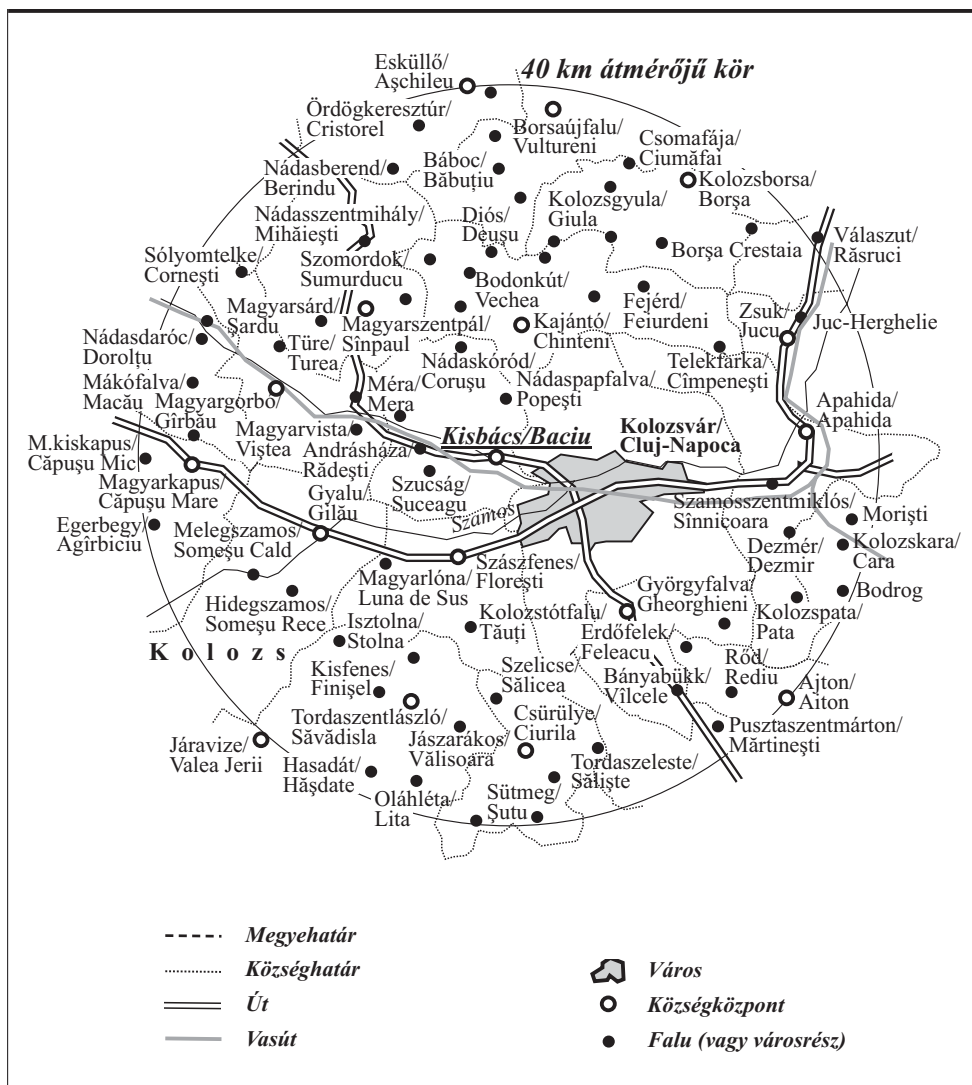 Esküllő/
Aşchileu
40 km átmérőjű kör
Ördögkeresztúr/
Cristorel
Borsaújfalu/
Vultureni
Csomafája/
Ciumăfai
Nádasberend/
Berindu
Báboc/
Băbuţiu
Kolozsborsa/
Borşa
Kolozsgyula/
Giula
Nádasszentmihály/
Mihăieşti
Diós/
Deuşu
Borşa Crestaia
Válaszut/
Răsruci
Sólyomtelke/
Corneşti
Szomordok/
Sumurducu
Bodonkút/
Vechea
Fejérd/
Feiurdeni
Zsuk/
Jucu
Juc-Herghelie
Magyarsárd/
Şardu
Magyarszentpál/
Sînpaul
Kajántó/
Chinteni
Nádasdaróc/
Dorolţu
Türe/
Turea
Nádaskóród/
Coruşu
Telekfarka/
Cîmpeneşti
Mákófalva/
Macău
Magyargorbó/
Gîrbău
Méra/
Mera
Nádaspapfalva/
Popeşti
Apahida/
Apahida
M.kiskapus/
Căpuşu Mic
Magyarvista/
Viştea
Kisbács/Baciu
Kolozsvár/
Cluj-Napoca
Andrásháza/
Rădeşti
Magyarkapus/
Căpuşu Mare
Gyalu/
Gilău
Szucság/
Suceagu
Szamos
Szamosszentmiklós/
Sînnicoara
Morişti
Egerbegy/
Agîrbiciu
Melegszamos/
Someşu Cald
Szászfenes/
Floreşti
Dezmér/
Dezmir
Kolozskara/
Cara
Magyarlóna/
Luna de Sus
Györgyfalva/
Gheorghieni
Bodrog
Hidegszamos/
Someşu Rece
Kolozstótfalu/
Tăuţi
Kolozspata/
Pata
Isztolna/
Stolna
Erdőfelek/
Feleacu
Kolozs
Kisfenes/
Finişel
Szelicse/
Sălicea
Bányabükk/
Vîlcele
Rőd/
Rediu
Ajton/
Aiton
Tordaszentlászló/
Săvădisla
Csürülye/
Ciurila
Pusztaszentmárton/
Mărtineşti
Járavize/
Valea Jerii
Jászarákos/
Vălisoara
Hasadát/
Hăşdate
Tordaszeleste/
Sălişte
Oláhléta/
Lita
Sütmeg/
Şutu
Megyehatár
Községhatár
Út
Vasút
Város
Községközpont
Falu (vagy városrész)